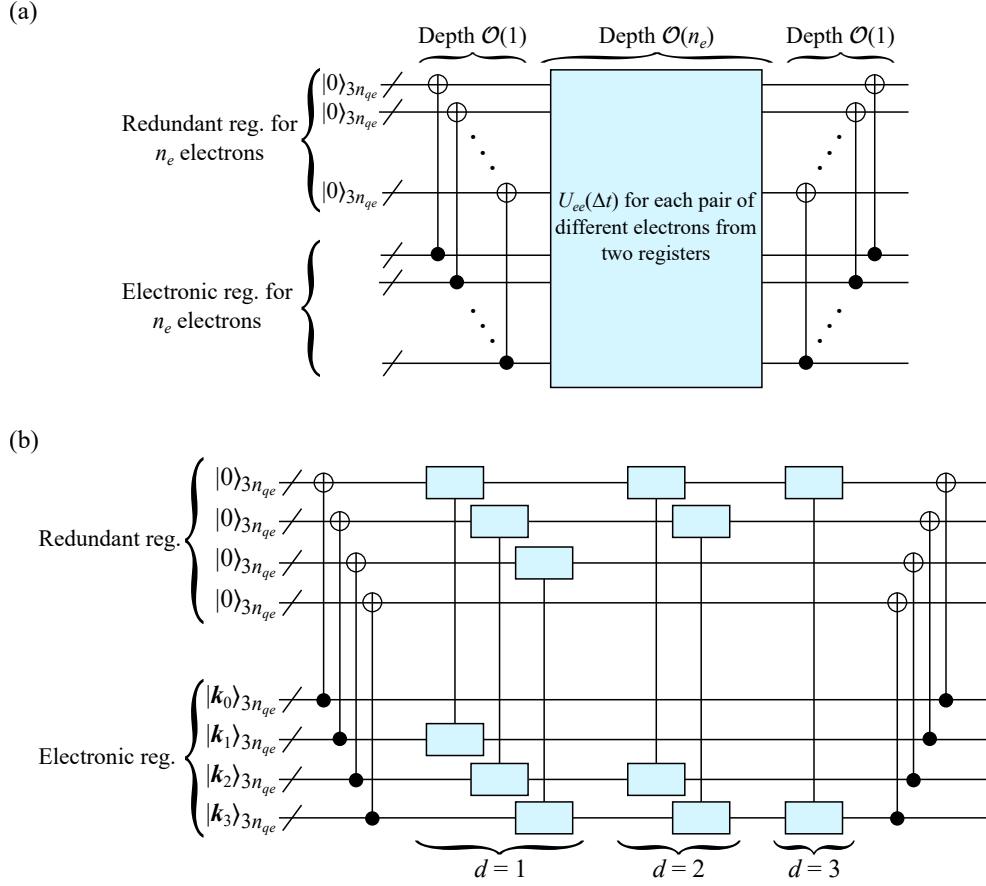 (a)
Depth 𝒪(1)
Depth 𝒪(nₑ)
Depth 𝒪(1)
|0⟩_{3n_{qe}}
|0⟩_{3n_{qe}}
|0⟩_{3n_{qe}}
Redundant reg. for
n_e electrons
U_{ee}(Δt) for each pair of
different electrons from
two registers
Electronic reg. for
n_e electrons
(b)
|0⟩_{3n_{qe}}
|0⟩_{3n_{qe}}
|0⟩_{3n_{qe}}
|0⟩_{3n_{qe}}
Redundant reg.
|k_0⟩_{3n_{qe}}
|k_1⟩_{3n_{qe}}
|k_2⟩_{3n_{qe}}
|k_3⟩_{3n_{qe}}
Electronic reg.
d = 1
d = 2
d = 3